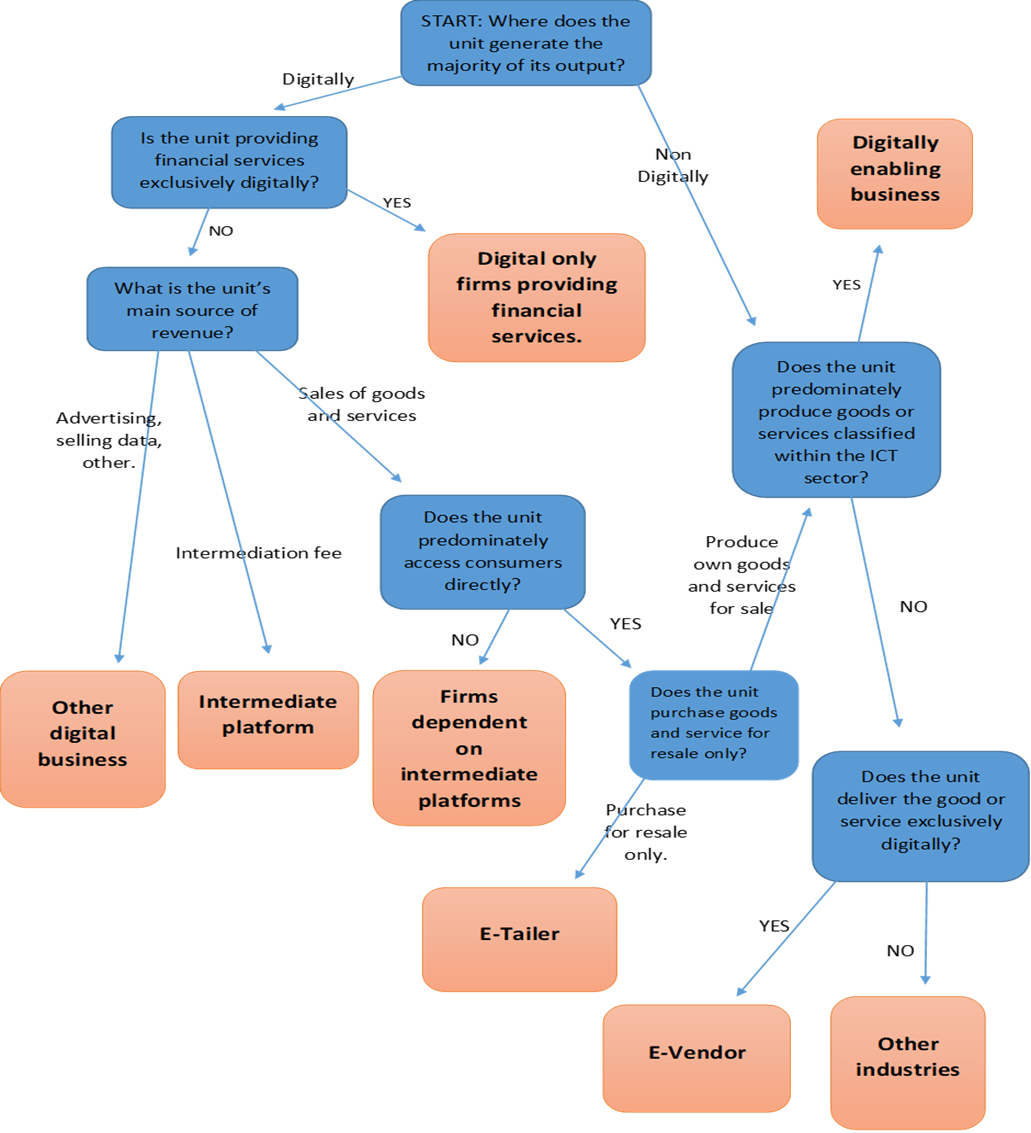 START: Where does the
unit generate the
majority of its output?
Digitally
Non
Digitally
Is the unit providing
financial services
exclusively digitally?
YES
NO
Digitally
enabling
business
Digital only
firms providing
financial
services.
What is the unit's
main source of
revenue?
YES
Does the unit
predominately
produce goods or
services classified
within the ICT
sector?
Sales of goods
and services
Advertising,
selling data,
other.
Intermediation fee
Does the unit
predominately
access consumers
directly?
Produce
own goods
and services
for sale
NO
NO
YES
Other
digital
business
Intermediate
platform
Firms
dependent
on
intermediate
platforms
Does the unit
purchase goods
and service for
resale only?
Does the unit
deliver the good or
service exclusively
digitally?
Purchase
for resale
only.
E-Tailer
YES
NO
E-Vendor
Other
industries